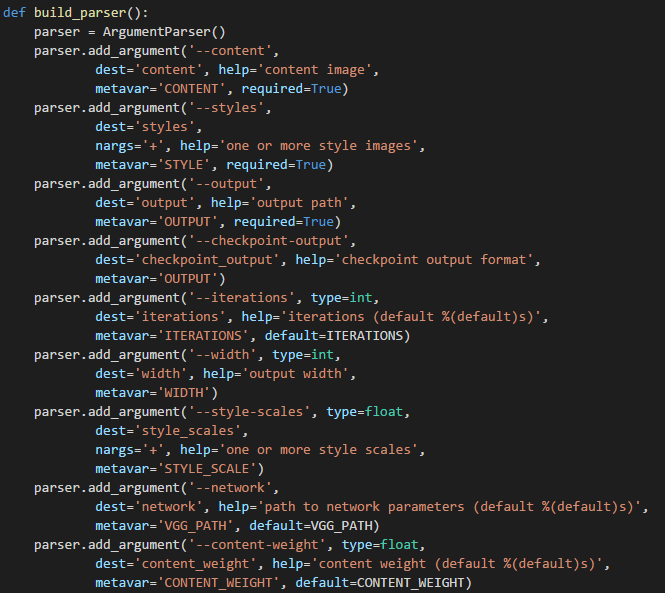 def build_parser():
    parser = ArgumentParser()
    parser.add_argument('--content',
            dest='content', help='content image',
            metavar='CONTENT', required=True)
    parser.add_argument('--styles',
            dest='styles',
            nargs='+', help='one or more style images',
            metavar='STYLE', required=True)
    parser.add_argument('--output',
            dest='output', help='output path',
            metavar='OUTPUT', required=True)
    parser.add_argument('--checkpoint-output',
            dest='checkpoint_output', help='checkpoint output format',
            metavar='OUTPUT')
    parser.add_argument('--iterations', type=int,
            dest='iterations', help='iterations (default %(default)s)',
            metavar='ITERATIONS', default=ITERATIONS)
    parser.add_argument('--width', type=int,
            dest='width', help='output width',
            metavar='WIDTH')
    parser.add_argument('--style-scales', type=float,
            dest='style_scales',
            nargs='+', help='one or more style scales',
            metavar='STYLE_SCALE')
    parser.add_argument('--network',
            dest='network', help='path to network parameters (default %(default)s)',
            metavar='VGG_PATH', default=VGG_PATH)
    parser.add_argument('--content-weight', type=float,
            dest='content_weight', help='content weight (default %(default)s)',
            metavar='CONTENT_WEIGHT', default=CONTENT_WEIGHT)